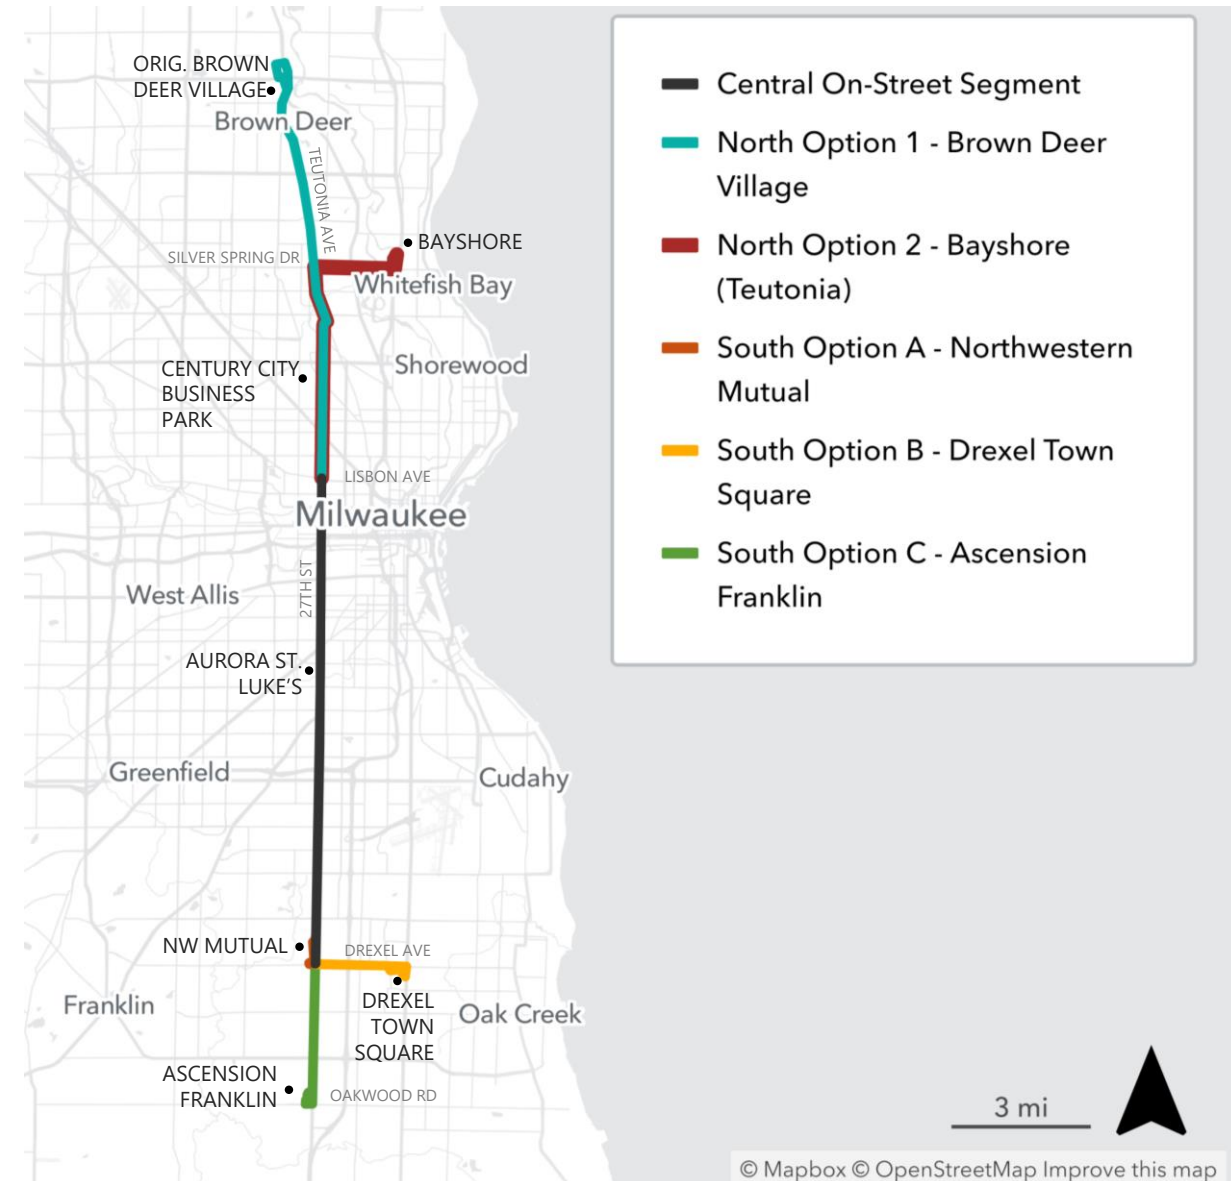 ORIG. BROWN
DEER VILLAGE
Brown Deer
TEUTONIA AVE
SILVER SPRING DR
BAYSHORE
Whitefish Bay
CENTURY CITY
BUSINESS
PARK
Shorewood
LISBON AVE
Milwaukee
27TH ST
West Allis
AURORA ST.
LUKE'S
Greenfield
Cudahy
NW MUTUAL
DREXEL AVE
Franklin
DREXEL
TOWN
SQUARE
Oak Creek
ASCENSION
FRANKLIN
OAKWOOD RD
Central On-Street Segment
North Option 1 - Brown Deer
Village
North Option 2 - Bayshore
(Teutonia)
South Option A - Northwestern
Mutual
South Option B - Drexel Town
Square
South Option C - Ascension
Franklin
3 mi
© Mapbox © OpenStreetMap Improve this map